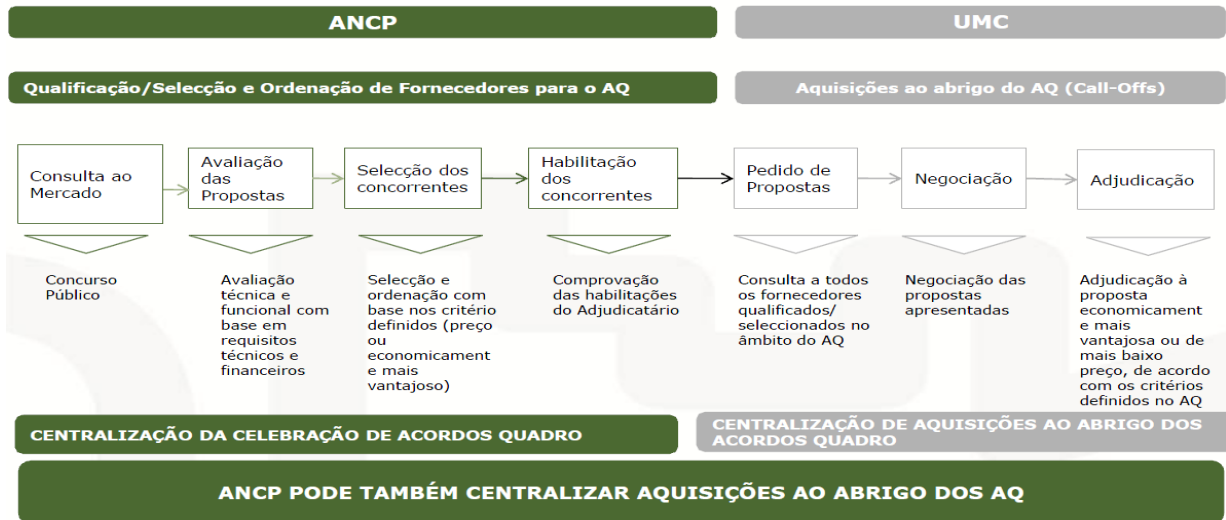 ANCP
UMC
Qualificação/Selecção e Ordenação de Fornecedores para o AQ
Aquisições ao abrigo do AQ (Call-Offs)
Consulta ao
Mercado
Avaliação
das
Propostas
Selecção dos
concorrentes
Habilitação
dos
concorrentes
Pedido de
Propostas
Negociação
Adjudicação
Concurso
Público
Avaliação
técnica e
funcional com
base em
requisitos
técnicos e
financeiros
Selecção e
ordenação com
base nos critério
definidos (preço
ou
economicament
e mais
vantajoso)
Comprovação
das habilitações
do Adjudicatário
Consulta a todos
os fornecedores
qualificados/
seleccionados no
âmbito do AQ
Negociação das
propostas
apresentadas
Adjudicação à
proposta
economicament
e mais
vantajosa ou de
mais baixo
preço, de acordo
com os critérios
definidos no AQ
CENTRALIZAÇÃO DA CELEBRAÇÃO DE ACORDOS QUADRO
CENTRALIZAÇÃO DE AQUISIÇÕES AO ABRIGO DOS
ACORDOS QUADRO
ANCP PODE TAMBÉM CENTRALIZAR AQUISIÇÕES AO ABRIGO DOS AQ